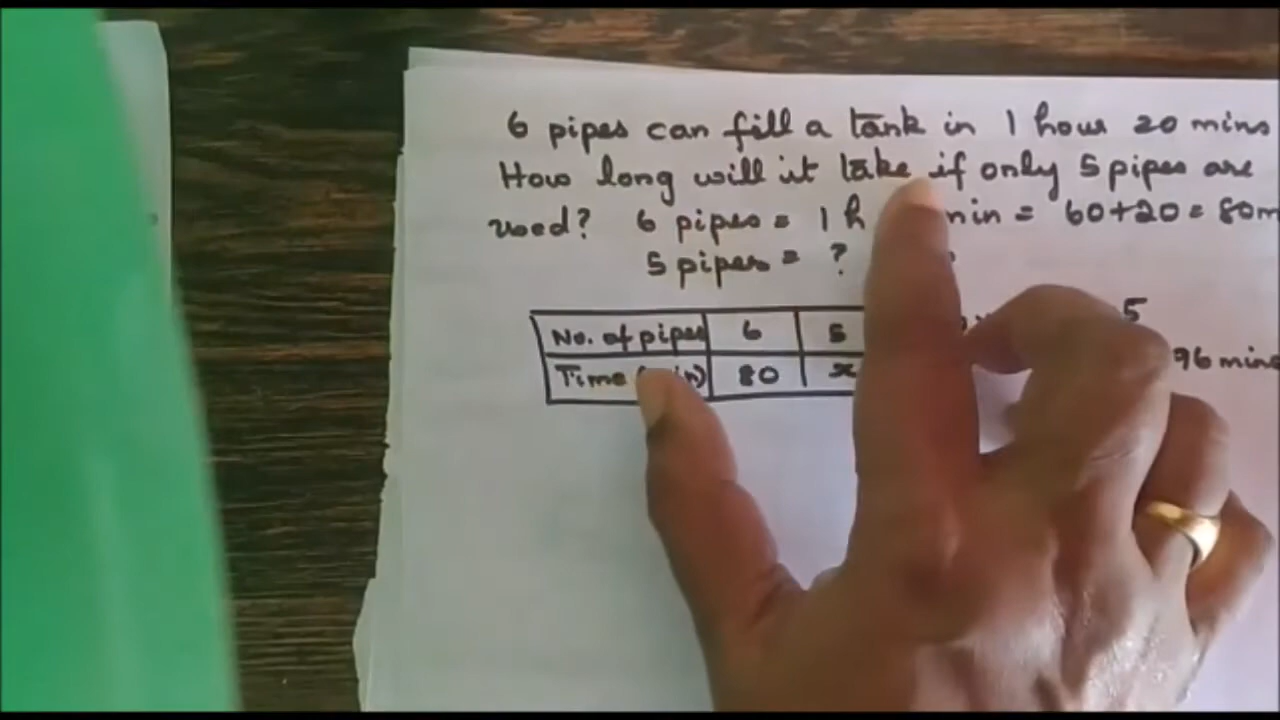 6 pipes can fill a tank in 1 hour 20 mins
How long will it take if only 5 pipes are
used? 6 pipes = 1 h min = 60+20 = 80m
5 pipes = ?
No. of pipes 6 5
5
Time 80 x
96 mins